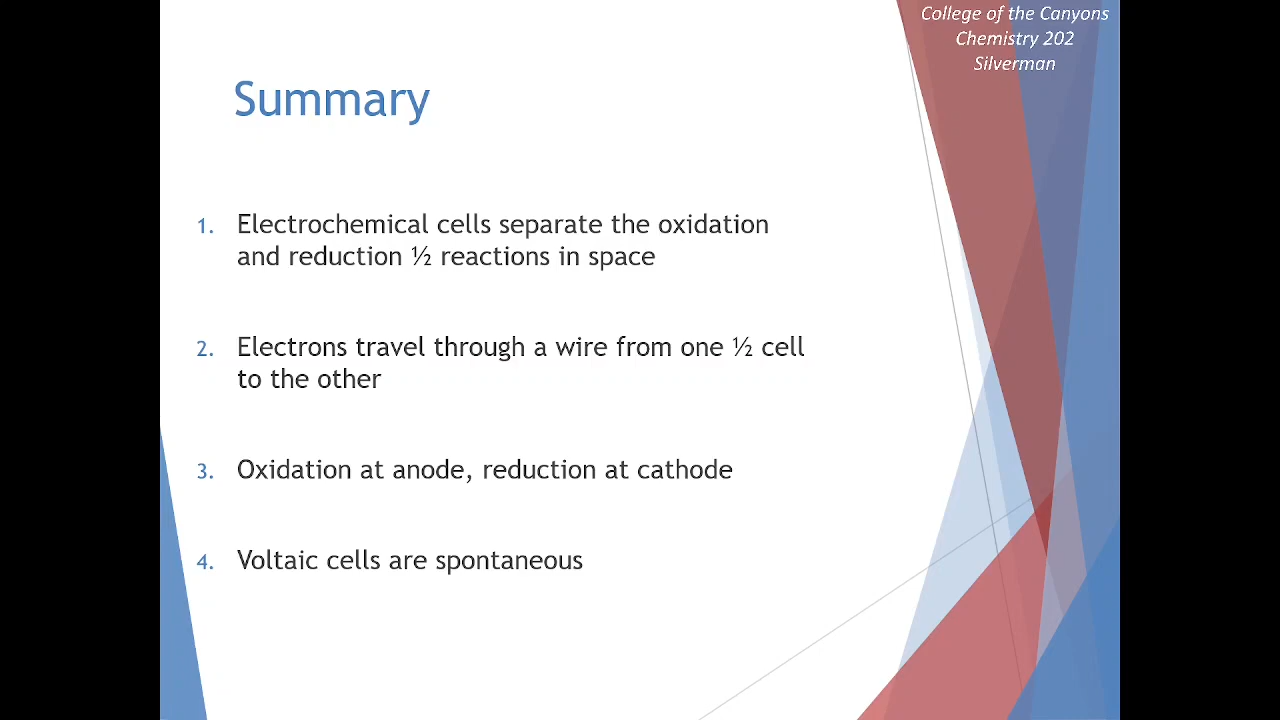 College of the Canyons
Chemistry 202
Silverman
Summary
1. Electrochemical cells separate the oxidation
and reduction ½ reactions in space
2. Electrons travel through a wire from one ½ cell
to the other
3. Oxidation at anode, reduction at cathode
4. Voltaic cells are spontaneous